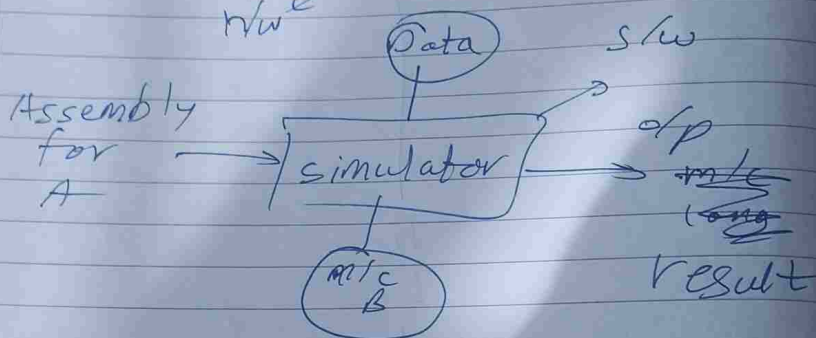 H/w
Data
S/w
Assembly
for
A
simulator
o/p
m/c
B
result